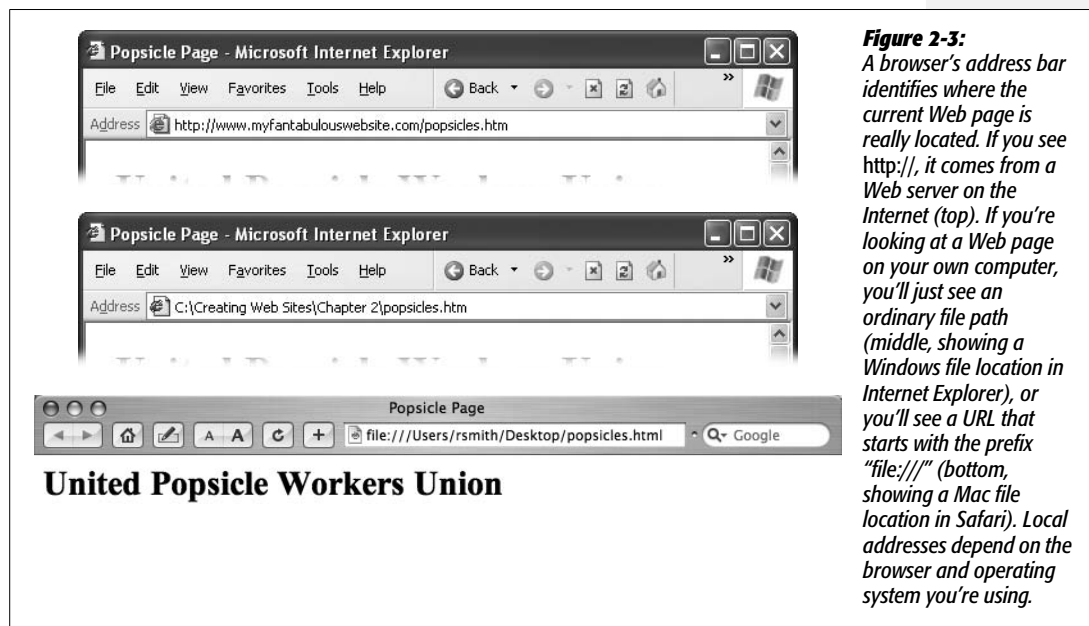 Popsicle Page - Microsoft Internet Explorer
File Edit View Favorites Tools Help Back »
Address http://www.myfantabulouswebsite.com/popsicles.htm
Popsicle Page - Microsoft Internet Explorer
File Edit View Favorites Tools Help Back »
Address C:\Creating Web Sites\Chapter 2\popsicles.htm
Popsicle Page
A A file:///Users/rsmith/Desktop/popsicles.html Q Google
United Popsicle Workers Union
Figure 2-3:
A browser's address bar
identifies where the
current Web page is
really located. If you see
http://, it comes from a
Web server on the
Internet (top). If you're
looking at a Web page
on your own computer,
you'll just see an
ordinary file path
(middle, showing a
Windows file location in
Internet Explorer), or
you'll see a URL that
starts with the prefix
"file:///" (bottom,
showing a Mac file
location in Safari). Local
addresses depend on the
browser and operating
system you're using.